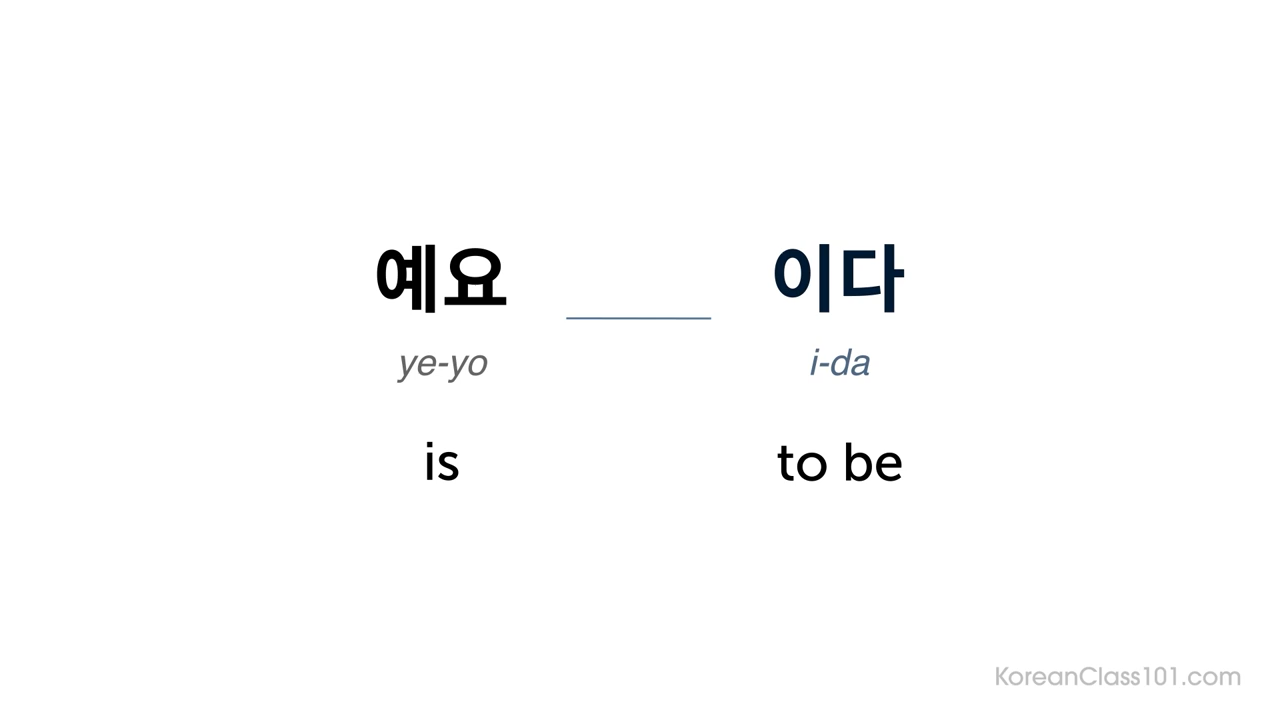 예요 이다
ye-yo i-da
is to be
KoreanClass101.com